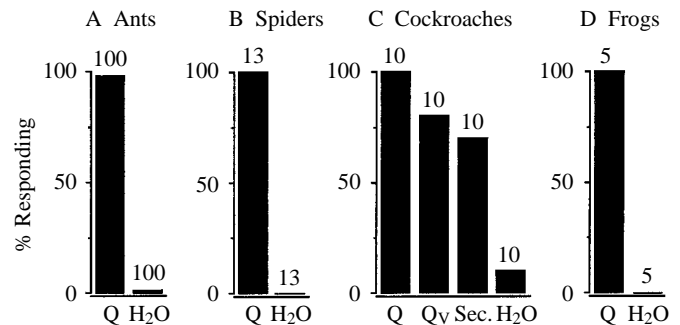 A Ants
B Spiders
C Cockroaches
D Frogs
% Responding
100
50
0
100
100
Q H2O
100
50
0
13
13
Q H2O
100
50
0
10
10
10
10
Q QV Sec. H2O
100
50
0
5
5
Q H2O